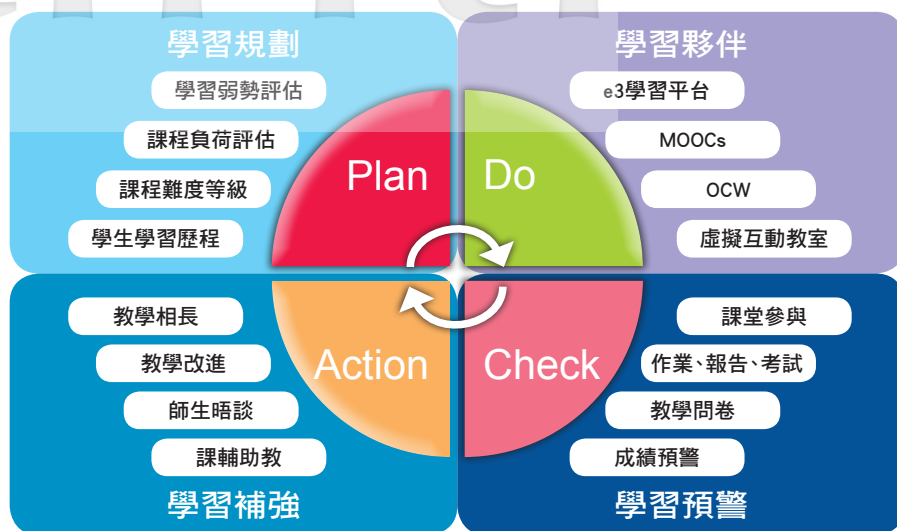 學習規劃
學習弱勢評估
課程負荷評估
課程難度等級
學生學習歷程
Plan
學習夥伴
e3學習平台
MOOCs
OCW
虛擬互動教室
Do
教學相長
教學改進
師生晤談
課輔助教
學習補強
Action
課堂參與
作業、報告、考試
教學問卷
成績預警
學習預警
Check